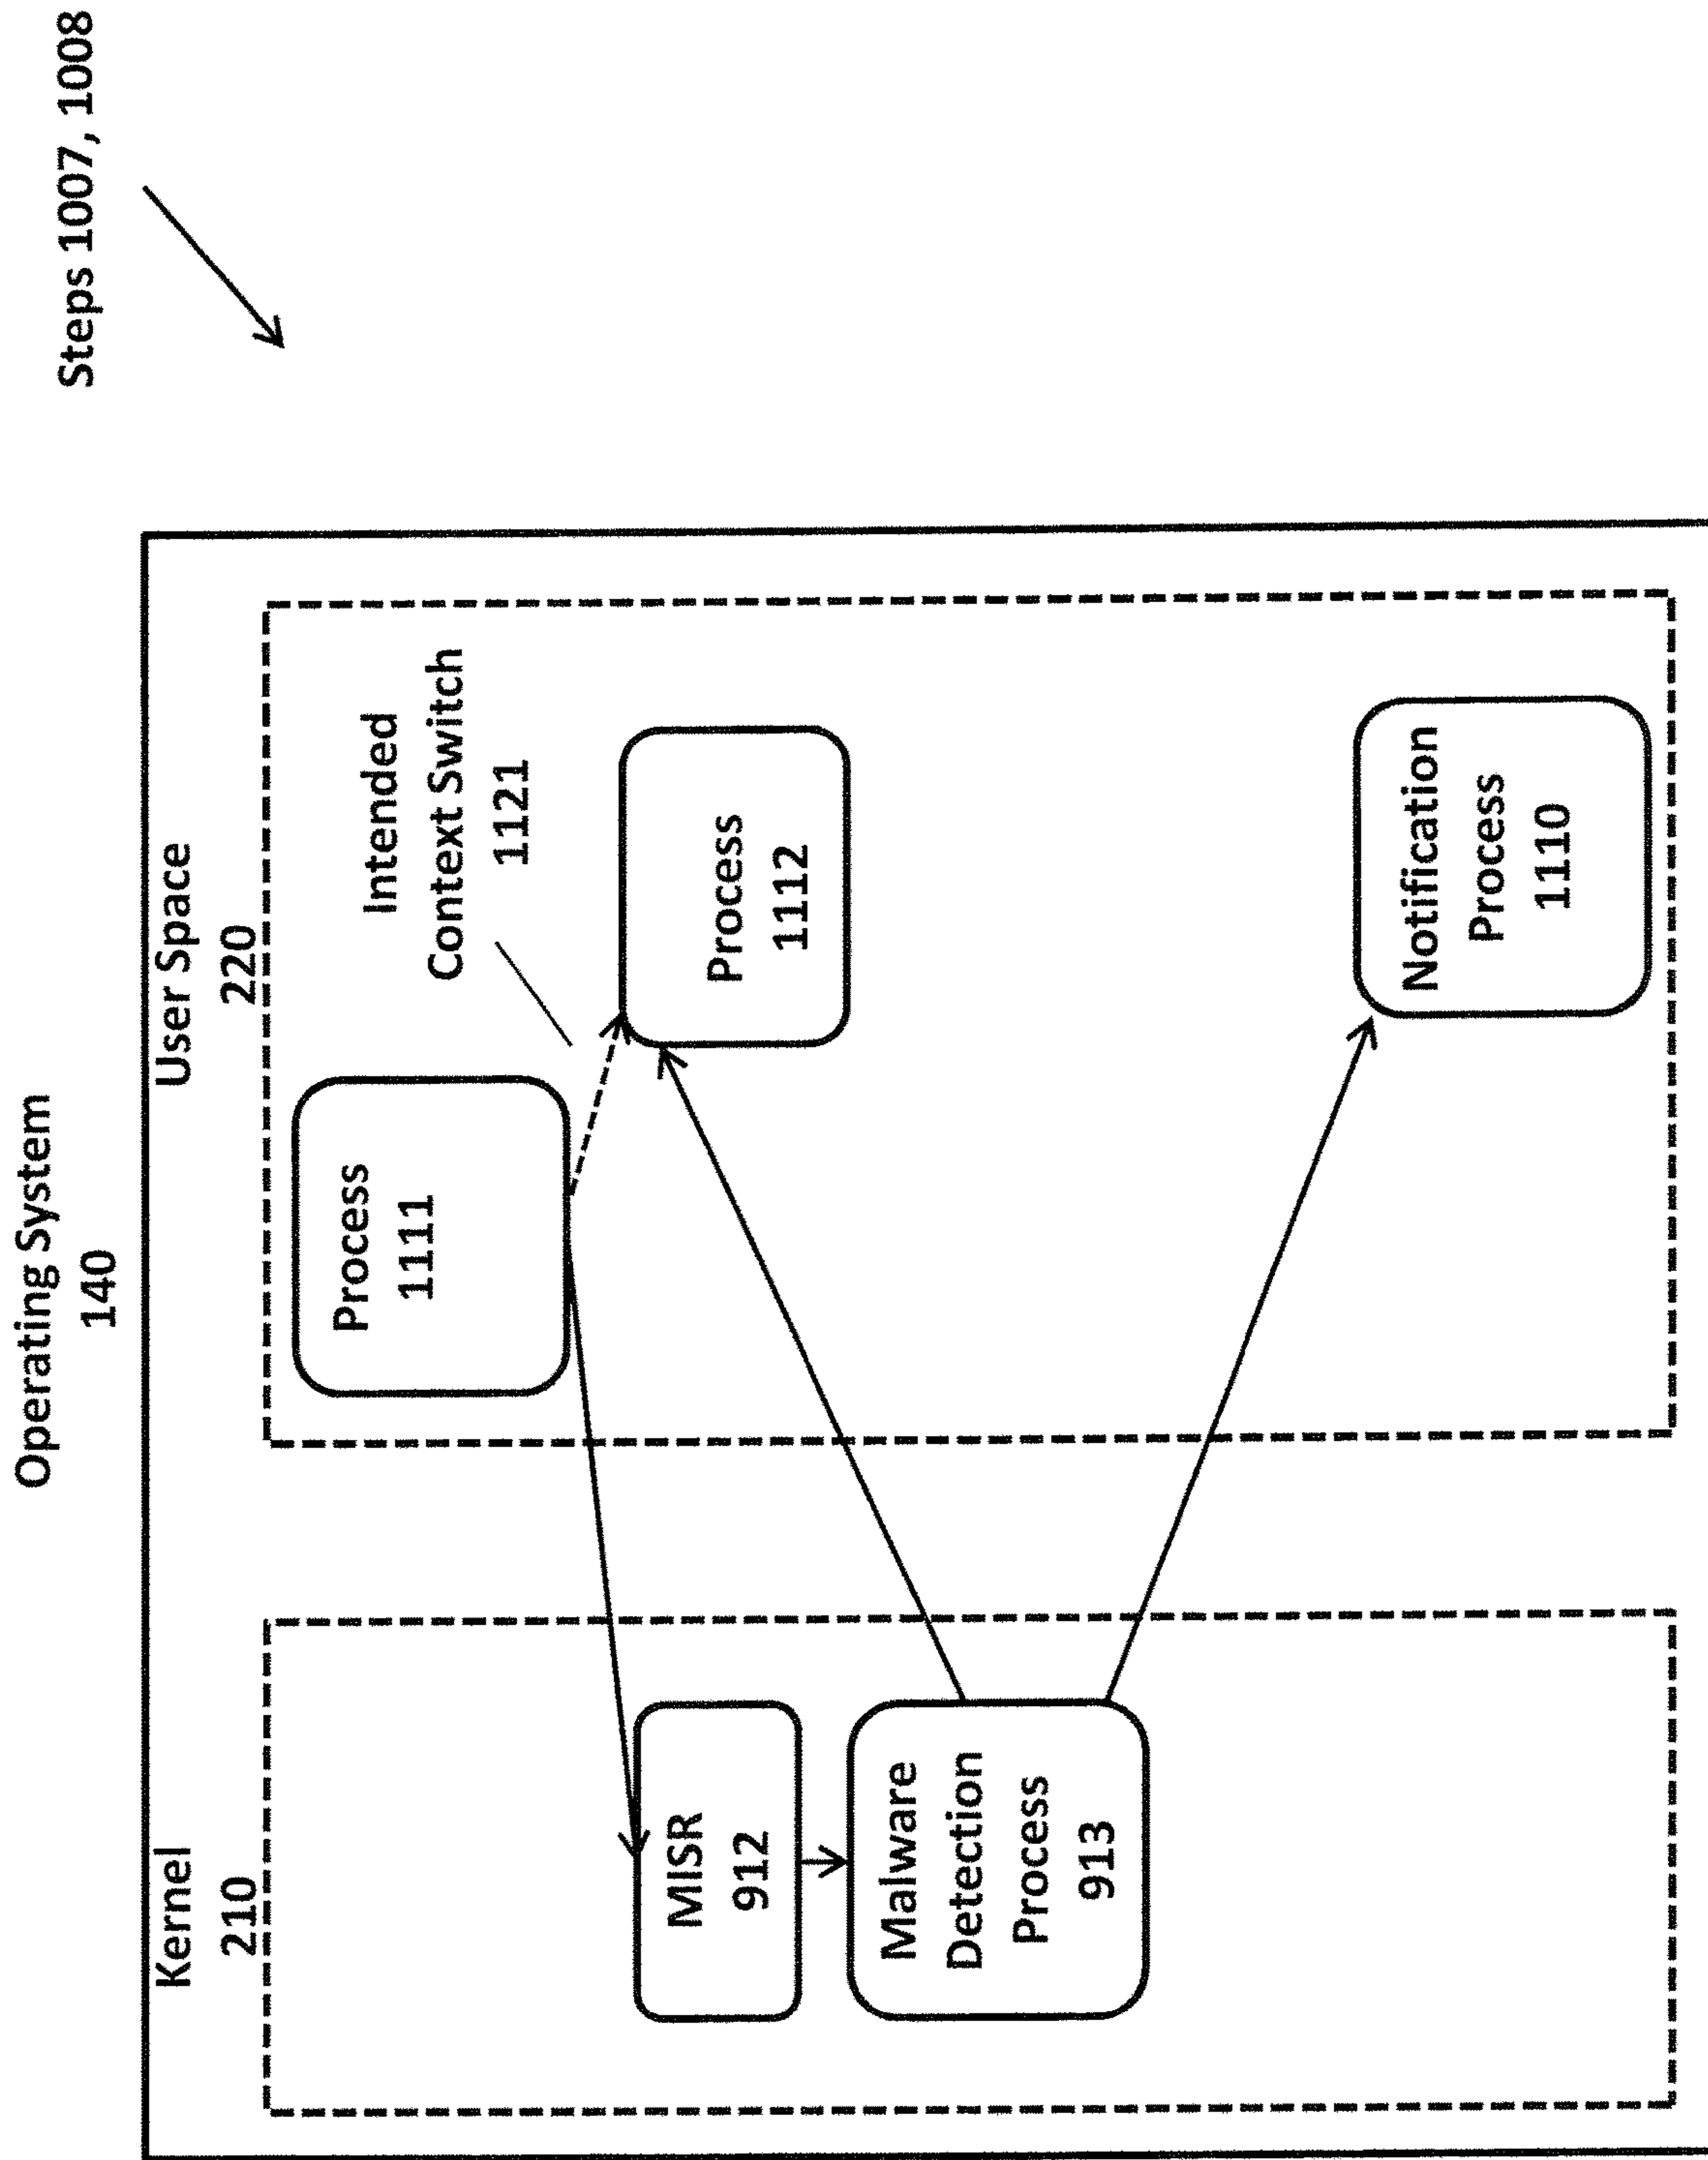 Steps 1007, 1008
Operating System
140
Kernel
210
User Space
220
Process
1111
Intended
Context Switch
1121
Process
1112
MISR
912
Malware
Detection
Process
913
Notification
Process
1110